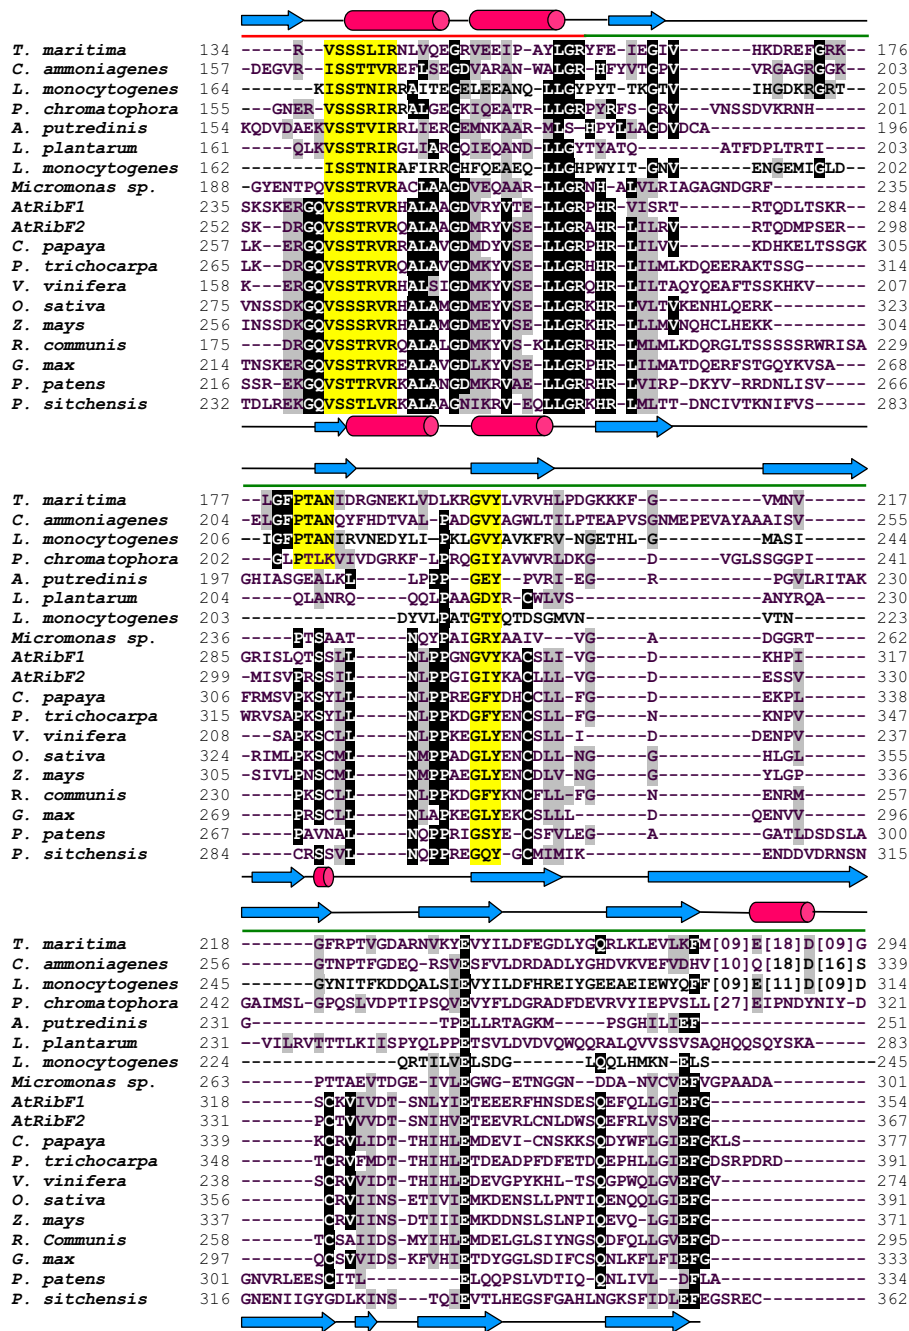 T. maritima 134 -----R--VSSSLIRNLVQEGRVEEIP-AYLGRYFE-IEGIV--------HKDREFGRK-- 176
C. ammoniagenes 157 -DEGVR--ISSTTVREFLSEGDVARAN-WALGR-HFYVTGPV-------VRGAGRGGK-- 203
L. monocytogenes 164 -------KISSTNIRRAITEGELEEANQ-LLGYPYT-TKGTV-------IHGDKRGRT-- 205
P. chromatophora 155 ---GNER-VSSSRIRRALGEGKIQEATR-LLGRPYRFS-GRV--VNSSDVKRNH------ 201
A. putredinis 154 KQDVDAEKVSSTVIRRLIERGEMNKAAR-MLS-HPYLLAGDVDCA--------------- 196
L. plantarum 161 -----QLKVSSTRIRGLIARGQIEQAND-LLGYTYATQ--------ATFDPLTRTI---- 203
L. monocytogenes 162 --------ISSTNIRAFIRRGHFQEAEQ-LLGHPWYIT-GNV-------ENGEMIGLD-- 202
Micromonas sp. 188 -GYENTPQVSSTRVRACLAAGDVEQAAR-LLGRNH-ALVLRIAGAGNDGRF--------- 235
AtRibF1 235 SKSKERGQVSSTRVRHALAAGDVRYVTE-LLGRPHR-VISRT------RTQDLTSKR--- 284
AtRibF2 252 SK--DRGQVSSTRVRQALAAGDMRYVSE-LLGRAHR-LILRV------RTQDMPSER--- 298
C. papaya 257 LK--ERGQVSSTRVRRALAVGDMDYVSE-LLGRPHR-LILVV------KDHKELTSSGK 305
P. trichocarpa 265 LK--DRGQVSSTRVRQALAVGDMKYVSE-LLGRHHR-LILMLKDQEERAKTSSG------ 314
V. vinifera 158 K---ERGQVSSTRVRHALSIGDMKYVSE-LLGRQHR-LILTAQYQEAFTSSKHKV----- 207
O. sativa 275 VNSSDKGQVSSSRVRHALAMGDMEYVSE-LLGRKHR-LVLTVKENHLQERK--------- 323
Z. mays 256 INSSDKGQVSSSRVRHALAMGDMEYVSE-LLGRKHR-LLLMVNQHCLHEKK--------- 304
R. communis 175 ----DRGQVSSTRVRQALALGDMKYVS-KLLGRRHR-LMLMLKDQRGLTSSSSSRWRISA 229
G. max 214 TNSKERGQVSSTRVREALAVGDLKYVSE-LLGRHHR-LILMATDQERFSTGQYKVSA--- 268
P. patens 216 SSR-EKGQVSTTRVRKALANGDMKRVAE-LLGRRHR-LVIRP-DKYV-RRDNLISV---- 266
P. sitchensis 232 TDLREKGQVSSTLVRKALAAGNIKRV-EQLLGRKHR-LMLTT-DNCIVTKNIFVS----- 283
T. maritima 177 --LGFPTANIDRGNEKLVDLKRGVYLVRVHLPDGKKKF-G----------VMNV------ 217
C. ammoniagenes 204 -ELGFPTANQYFHDTVAL-PADGVYAGWLTILPTEAPVSGNMEPEVAYAAAISV------ 255
L. monocytogenes 206 --IGFPTANIRVNEDYLI-PKLGVYAVKFRV-NGETHLG----------MASI------- 244
P. chromatophora 202 ---GLPTLKVIVDGRKF-LPRQGIYAVWVRLDKG-----D------VGLSSGGPI----- 241
A. putredinis 197 GHIASGEALKL-----LPPP--GEY--PVRI-EG-----R----------PGVLRITAK 230
L. plantarum 204 -----QLANRQ----QQLPAAGDYR-CWLVS--------------ANYRQA--------- 230
L. monocytogenes 203 ---------------DYVLPATGTYQTDSGMVN-----------------VTN------- 223
Micromonas sp. 236 -----PTSAAT-----NQYPAIGRYAAIV---VG-----A----------DGGRT----- 262
AtRibF1 285 GRISLQTSSLL-----NLPPGNGVYKACSLLI-VG-----D----------KHPI------ 317
AtRibF2 299 -MISVPRSSIL-----NLPPGIGIYKACLLL-VG-----D----------ESSV------ 330
C. papaya 306 FRMSVPKSYLL-----NLPPREGFYDHCCLL-FG-----D----------EKPL------ 338
P. trichocarpa 315 WRVSAPKSYLL-----NLPPKDGFYENCSLL-FG-----N----------KNPV------ 347
V. vinifera 208 ---SAPKSCLL-----NLPPKEGLYENCSLL--I-----D---------DENPV------ 237
O. sativa 324 -RIMLPKSCML-----NMPPADGLYENCDLL-NG-----G----------HLGL------ 355
Z. mays 305 -SIVLPNSCML-----NMPPAEGLYENCDLV-NG-----G----------YLGP------ 336
R. communis 230 -----PKSCML-----NLPPKDGFYKNCFLL-FG-----N----------ENRM------ 257
G. max 269 -----PRSCLL-----NLAPKEGLYEKCSLLL-------D---------QENVV------ 296
P. patens 267 -----PAVNAL-----NQPPRIGSYE-CSFVLEG-----A----------GATLDSDSLA 300
P. sitchensis 284 -----CRSSVL-----NQPPREGQY-GCMIMIK------------------ENDDVDRNSN 315
T. maritima 218 -------GFRPTVGDARNVKYEVYILDFEGDLYGQRLKLEVLKFM[09]E[18]D[09]G 294
C. ammoniagenes 256 -------GTNPTFGDEQ-RSVESFVLDRDADLYGHDVKVEFVDHV[10]Q[18]D[16]S 339
L. monocytogenes 245 -------GYNITFKDDQALSIEVYILDFHREIYGEEAEIEWYQFF[09]E[11]D[09]D 314
P. chromatophora 242 GAIMSL-GPQSLVDPTIPSQVEVYFLDGRADFDEVRVYIEPVSLL[27]EIPNDYNIY-D 321
A. putredinis 231 G------------------TPELLRTAGKM-----PSGHILIEF--------------- 251
L. plantarum 231 --VILRVTTTLKIISPYQLPPETSVLDVDVQWQQRALQVVSSVSAQHQQSQYSKA----- 283
L. monocytogenes 224 ---------------QRTILVELSDG-------LQQLHMKN-ELS--------------- 245
Micromonas sp. 263 -------PTTAEVTDGE-IVLEGWG-ETNGGN--DDA-NVCVEFVGPAADA--------- 301
AtRibF1 318 -------SCKVIVDT-SNLYIETEEERFHNSDESQEFQLLGIEFG--------------- 354
AtRibF2 331 -------PCTVVVDT-SNIHVETEEVRLCNLDWSQEFRLVSVEFG--------------- 367
C. papaya 339 -------KCRVLIDT-THIHLEMDEVI-CNSKKSQDYWFLGIEFGKLS------------ 377
P. trichocarpa 348 -------TCRVFMDT-THIHLETDEADPFDFETDQEPHLLGIEFGDSRPDRD-------- 391
V. vinifera 238 -------SCRVVIDT-THIHLEDEVGPYKHL-TSQGPWQLGVEFGV-------------- 274
O. sativa 356 -------CRVIINS-ETIVIEMKDENSLLPNTIQENQQLGIEFG---------------- 391
Z. mays 337 -------CRVIINS-DTIIIEMKDDNSLSLNPIQEVQ-LGIEFG---------------- 371
R. Communis 258 -------TCSAIIDS-MYIHLEMDELGLSIYNGSQDFQLLGVEFGD-------------- 295
G. max 297 -------QCSVVIDS-KFVHIETDYGGLSDIFCSQNLKFLFIEFG--------------- 333
P. patens 301 GNVRLEESCITL---------ELQQPSLVDTIQ-QNLIVL-DFLA--------------- 334
P. sitchensis 316 GNENIIGYGDLKINS---TQIEVTLHEGSFGAHLNGKSFIDLEFEGSREC---------- 362